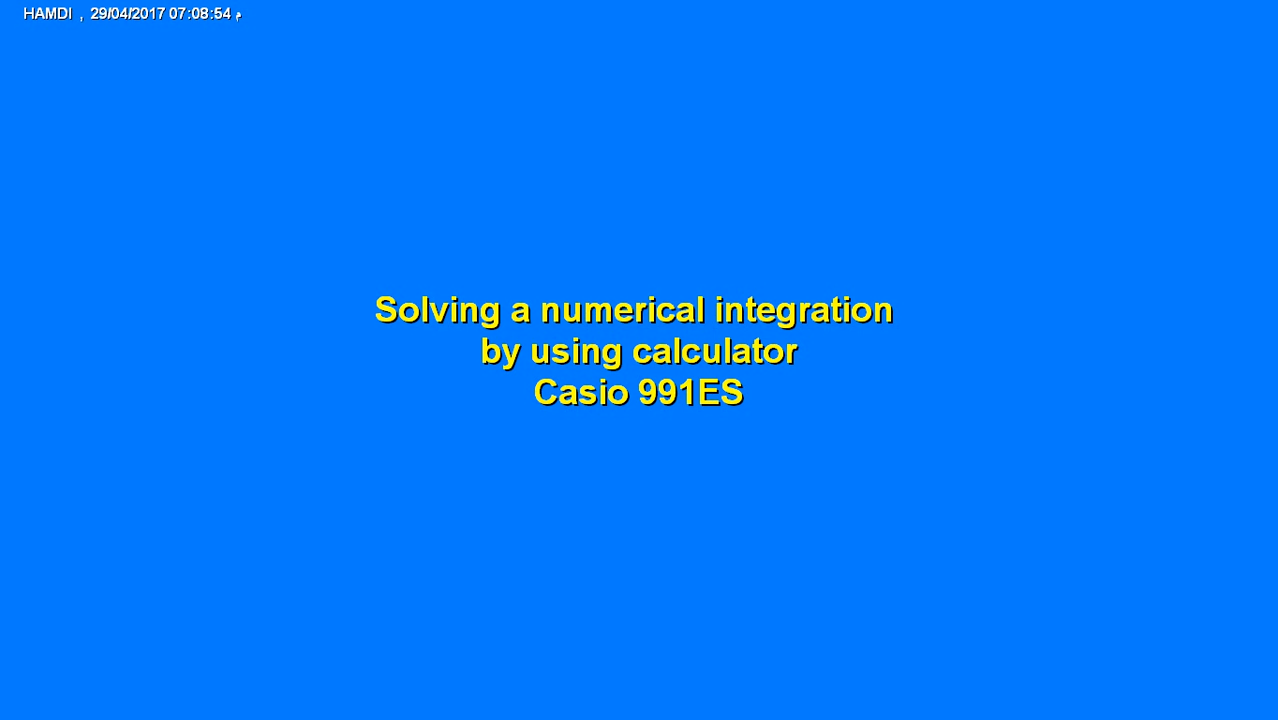 HAMDI , 29/04/2017 07:08:54 م
Solving a numerical integration
by using calculator
Casio 991ES